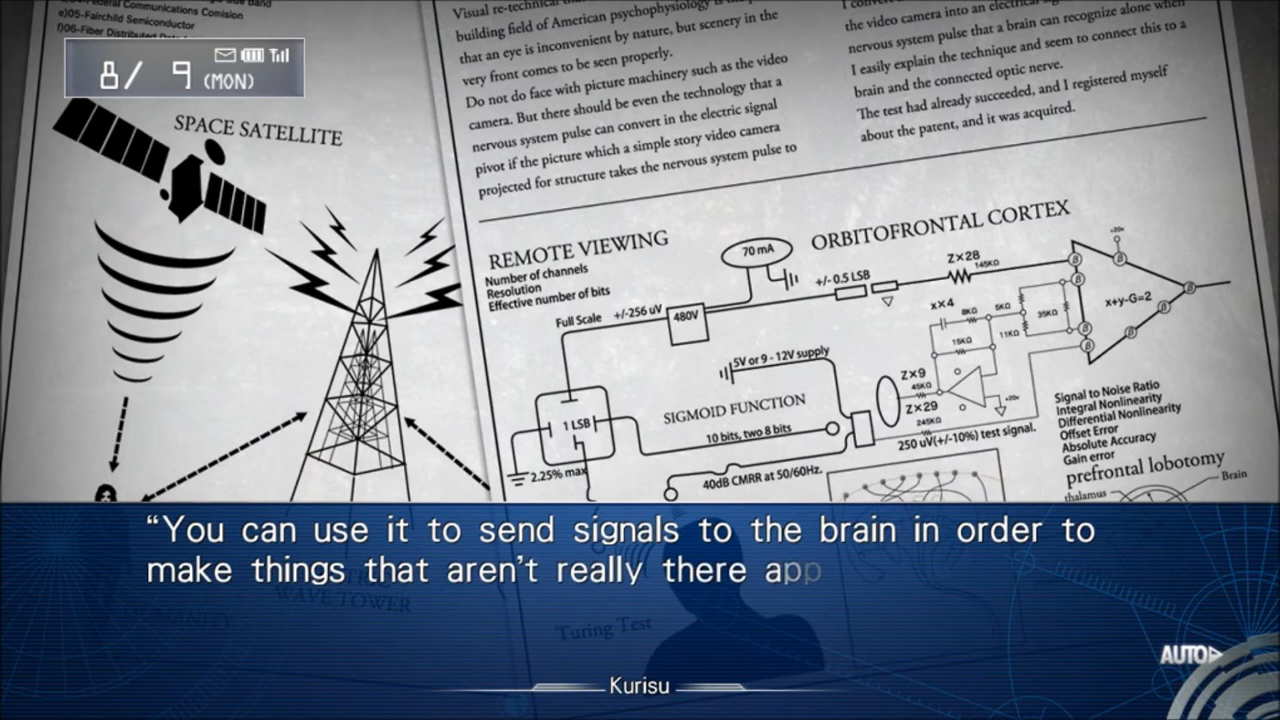 Federal Communications Comision
e)05-Fairchild Semiconductor
8/ 9 (MON)
SPACE SATELLITE
building field of American psychophysiology is
that an eye is inconvenient by nature, but scenery in the
very front comes to be seen properly.
Do not do face with picture machinery such as the video
camera. But there should be even the technology that a
nervous system pulse can convert in the electric signal
pivot if the picture which a simple story video camera
projected for structure takes the nervous system pulse to
the video camera into an electrical
nervous system pulse that a brain can recognize alone when
I easily explain the technique and seem to connect this to a
brain and the connected optic nerve.
The test had already succeeded, and I registered myself
about the patent, and it was acquired.
REMOTE VIEWING
Number of channels
Resolution
Effective number of bits
70 mA
ORBITOFRONTAL CORTEX
Full Scale +/-256 uV
480V
+/- 0.5 LSB
Z×28
145KΩ
+20v
x×4
8KΩ
5KΩ
35KΩ
11KΩ
15KΩ
x+y-G=2
5V or 9 - 12V supply
Z×9
45KΩ
Z×29
245KΩ
+20v
1 LSB
SIGMOID FUNCTION
10 bits, two 8 bits
250 uV(+/-10%) test signal.
2.25% max
40dB CMRR at 50/60Hz.
Signal to Noise Ratio
Integral Nonlinearity
Differential Nonlinearity
Offset Error
Absolute Accuracy
Gain error
prefrontal lobotomy
thalamus
Brain
“You can use it to send signals to the brain in order to
make things that aren’t really there app
WAVE TOWER
Turing Test
AUTO
Kurisu